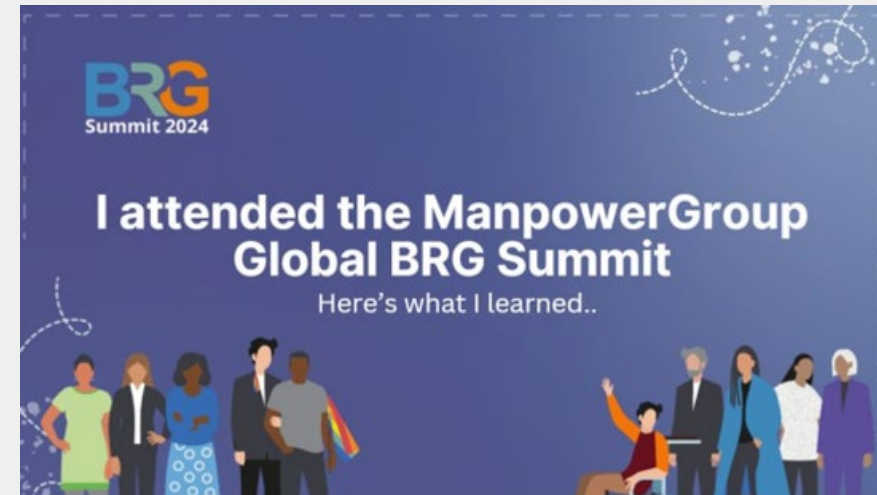 BRG
Summit 2024
I attended the ManpowerGroup
Global BRG Summit
Here's what I learned..